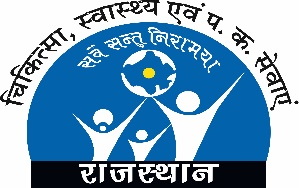 चिकित्सा, स्वास्थ्य एवं प. क. सेवाएं
सर्वे सन्तु निरामया
राजस्थान